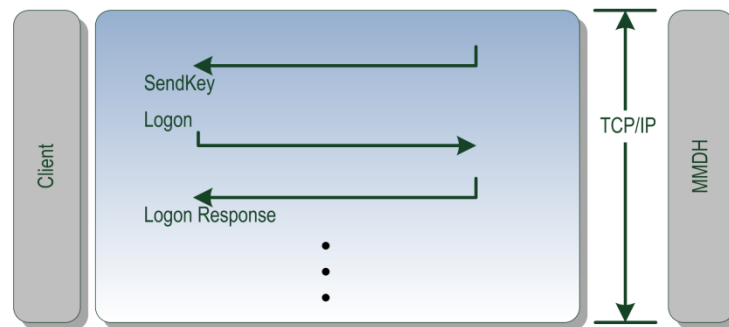 Client
SendKey
Logon
Logon Response
TCP/IP
MMDH